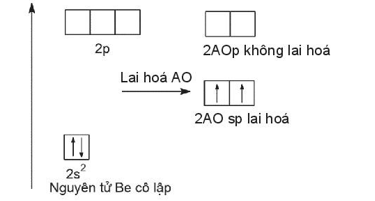 2p
2AOp không lai hoá
Lai hoá AO
2AO sp lai hoá
2s²
Nguyên tử Be cô lập